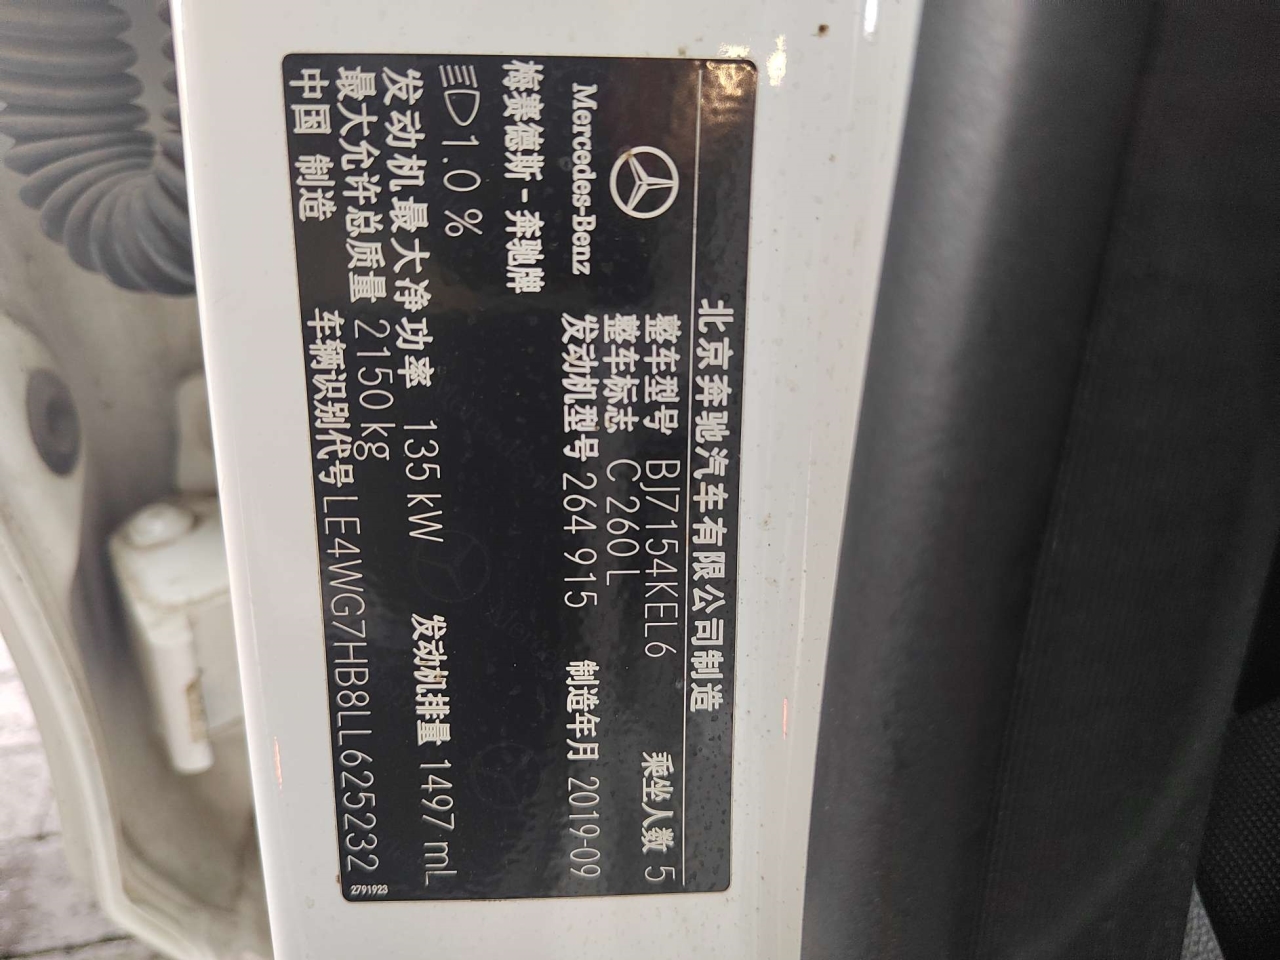 北京奔驰汽车有限公司制造
Mercedes-Benz
梅赛德斯-奔驰牌
整车型号 BJ7154KEL6 乘坐人数 5
整车标志 C 260 L
发动机型号 264 915 制造年月 2019-09
1.0 %
发动机最大净功率 135 kW 发动机排量 1497 mL
最大允许总质量 2150 kg
中国 制造 车辆识别代号 LE4WG7HB8LL625232
2791923